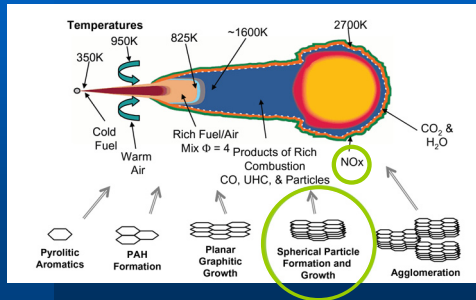 Temperatures
2700K
950K
825K
~1600K
350K
Cold
Fuel
Warm
Air
Rich Fuel/Air
Mix Φ = 4
Products of Rich
Combustion
CO, UHC, & Particles
NOx
CO2 &
H2O
Pyrolitic
Aromatics
PAH
Formation
Planar
Graphitic
Growth
Spherical Particle
Formation and
Growth
Agglomeration